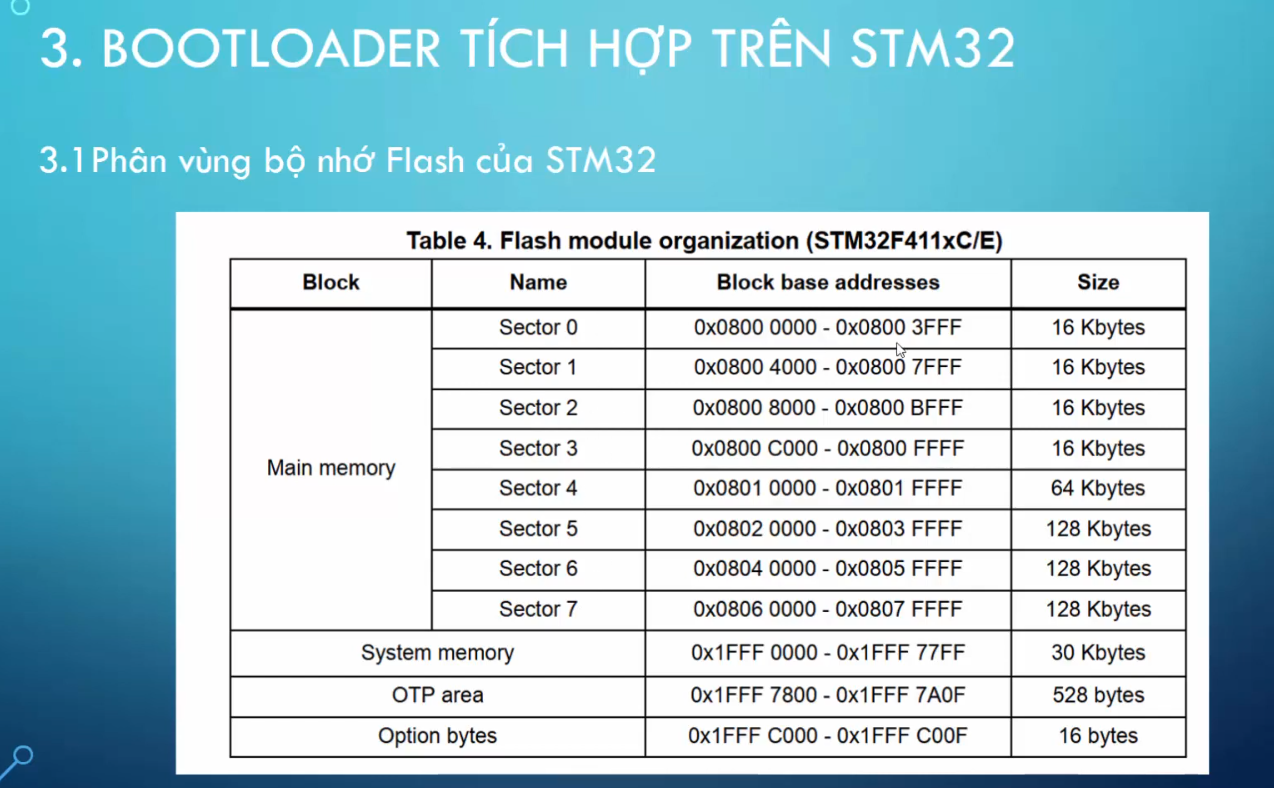 3. BOOTLOADER TÍCH HỢP TRÊN STM32
3.1Phân vùng bộ nhớ Flash của STM32
Table 4. Flash module organization (STM32F411xC/E)
Block Name Block base addresses Size
Main memory
Sector 0 0x0800 0000 - 0x0800 3FFF 16 Kbytes
Sector 1 0x0800 4000 - 0x0800 7FFF 16 Kbytes
Sector 2 0x0800 8000 - 0x0800 BFFF 16 Kbytes
Sector 3 0x0800 C000 - 0x0800 FFFF 16 Kbytes
Sector 4 0x0801 0000 - 0x0801 FFFF 64 Kbytes
Sector 5 0x0802 0000 - 0x0803 FFFF 128 Kbytes
Sector 6 0x0804 0000 - 0x0805 FFFF 128 Kbytes
Sector 7 0x0806 0000 - 0x0807 FFFF 128 Kbytes
System memory 0x1FFF 0000 - 0x1FFF 77FF 30 Kbytes
OTP area 0x1FFF 7800 - 0x1FFF 7A0F 528 bytes
Option bytes 0x1FFF C000 - 0x1FFF C00F 16 bytes